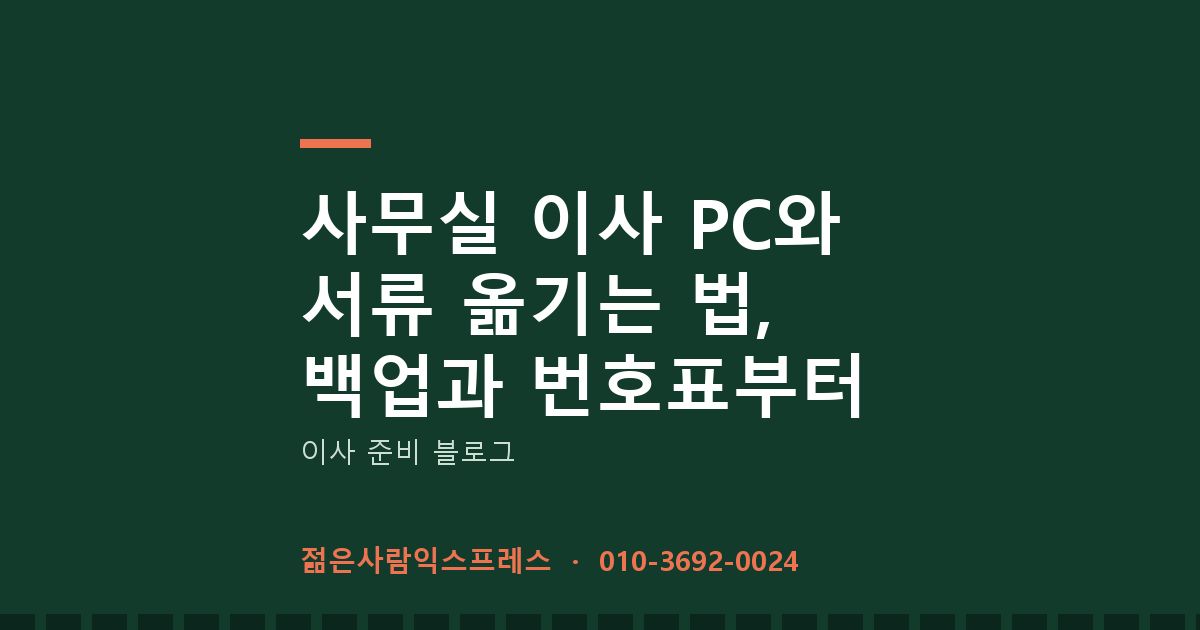 사무실 이사 PC와
서류 옮기는 법,
백업과 번호표부터
이사 준비 블로그
젊은사람익스프레스 · 010-3692-0024